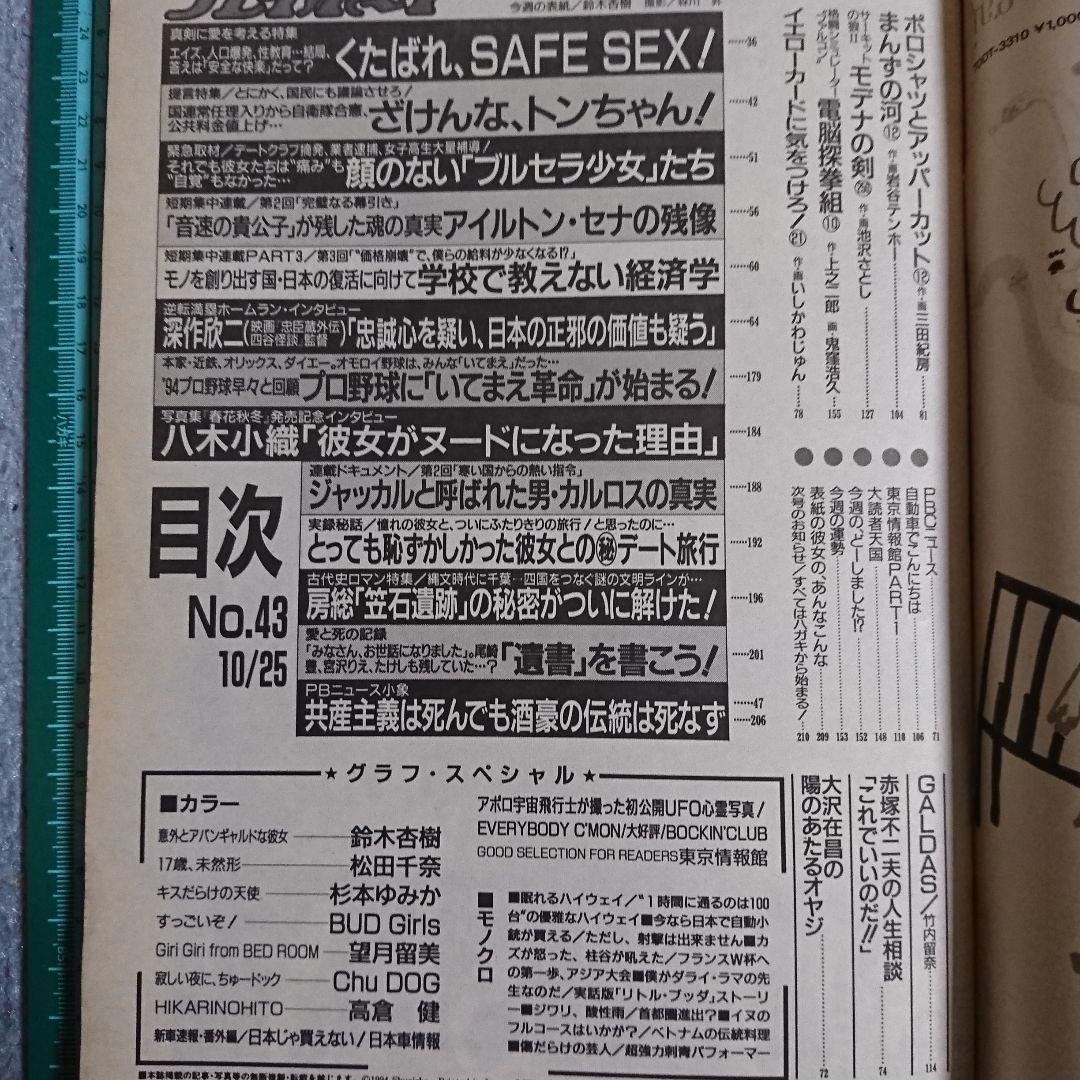 プレイボーイ
今週の表紙/鈴木杏樹
真剣に愛を考える特集
エイズ、人口爆発、性教育…結局、
答えは「安全な快楽」だって?
くたばれ、SAFE SEX! ……36
提言特集/とにかく、国民にも議論させろ!
国連常任理入りから自衛隊合憲、
公共料金値上げ…
ざけんな、トンちゃん! ……42
緊急取材/デートクラブ摘発、業者逮捕、女子高生大量補導!
それでも彼女たちは“痛み”も
“自覚”もなかった…
顔のない「ブルセラ少女」たち ……51
短期集中連載/第2回「完璧なる幕引き」
「音速の貴公子」が残した魂の真実アイルトン・セナの残像 ……56
短期集中連載PART3/第3回「“価格崩壊”で、僕らの給料が少なくなる!?」
モノを創り出す国・日本の復活に向けて学校で教えない経済学 ……60
逆転満塁ホームラン・インタビュー
深作欣二(映画『忠臣蔵外伝
四谷怪談』監督)「忠誠心を疑い、日本の正邪の価値も疑う」 ……64
本家・近鉄、オリックス、ダイエー。オモロイ野球は、みんな「いてまえ」だった…
'94プロ野球早々と回顧 プロ野球に「いてまえ革命」が始まる! ……179
写真集『春花秋冬』発売記念インタビュー
八木小織「彼女がヌードになった理由」 ……184
目次
No.43
10/25
連載ドキュメント/第2回「寒い国からの熱い指令」
ジャッカルと呼ばれた男・カルロスの真実 ……188
実録秘話/憧れの彼女と、ついにふたりきりの旅行!と思ったのに…
とっても恥ずかしかった彼女との㊙デート旅行 ……192
古代史ロマン特集/縄文時代に千葉…四国をつなぐ謎の文明ラインが…
房総「笠石遺跡」の秘密がついに解けた! ……196
愛と死の記録
「みなさん、お世話になりました」。尾崎
豊、宮沢りえ、たけしも残していた…?
「遺書」を書こう! ……201
PBニュース小象
共産主義は死んでも酒豪の伝統は死なず ……47
……206
ポロシャツとアッパーカット⑫ 作・画 三田紀房 ……81
まんずの河⑫ 作・画 岩谷テンホー ……104
サーキットの狼II モデナの剣 作・画 池沢さとし ……127
格闘シミュレーター“ヴァルゴン” 電脳探拳組⑩ 作・上之二郎 画・鬼窪浩久 ……155
イエローカードに気をつけろ!㉑ 作・画 いしかわじゅん ……78
PBCニュース ……71
自動車でこんにちは ……106
東京情報館PART1 ……110
大読者天国 ……148
今週の、どーしました!? ……152
今週の運勢 ……153
表紙の彼女の、あんなこんな ……209
次号のお知らせ/すべてはハガキから始まる! ……210
GALDAS/竹内留奈 ……114
赤塚不二夫の人生相談
「これでいいのだ!!」 ……74
大沢在昌の
陽のあたるオヤジ ……72
★グラフ・スペシャル★
■カラー
意外とアバンギャルドな彼女 鈴木杏樹
17歳、未然形 松田千奈
キスだらけの天使 杉本ゆみか
すっごいぞ! BUD Girls
Giri Giri from BED ROOM 望月留美
寂しい夜に、ちゅードック Chu DOG
HIKARINOHITO 高倉 健
新車速報・番外編/日本じゃ買えない!日本車情報
アポロ宇宙飛行士が撮った初公開UFO心霊写真/
EVERYBODY C'MON/大好評/BOCKIN'CLUB
GOOD SELECTION FOR READERS東京情報館
■モノクロ
■眠れるハイウェイ/“1時間に通るのは100
台”の優雅なハイウェイ■今なら日本で自動小
銃が買える/ただし、射撃は出来ません■カ
ズが怒った、柱谷が吼えた/フランスW杯へ
の第一歩、アジア大会■僕がダライ・ラマの先
生なのだ/実話版「リトル・ブッダ」ストーリ
ー■ジワリ、酸性雨/首都圏進出?■イヌの
フルコースはいかが?/ベトナムの伝統料理
■傷だらけの芸人/超強力刺青パフォーマー
■本誌掲載の記事・写真等の無断複製・転載を禁じます。
TOOT-3310 ¥1,000
ハガキ